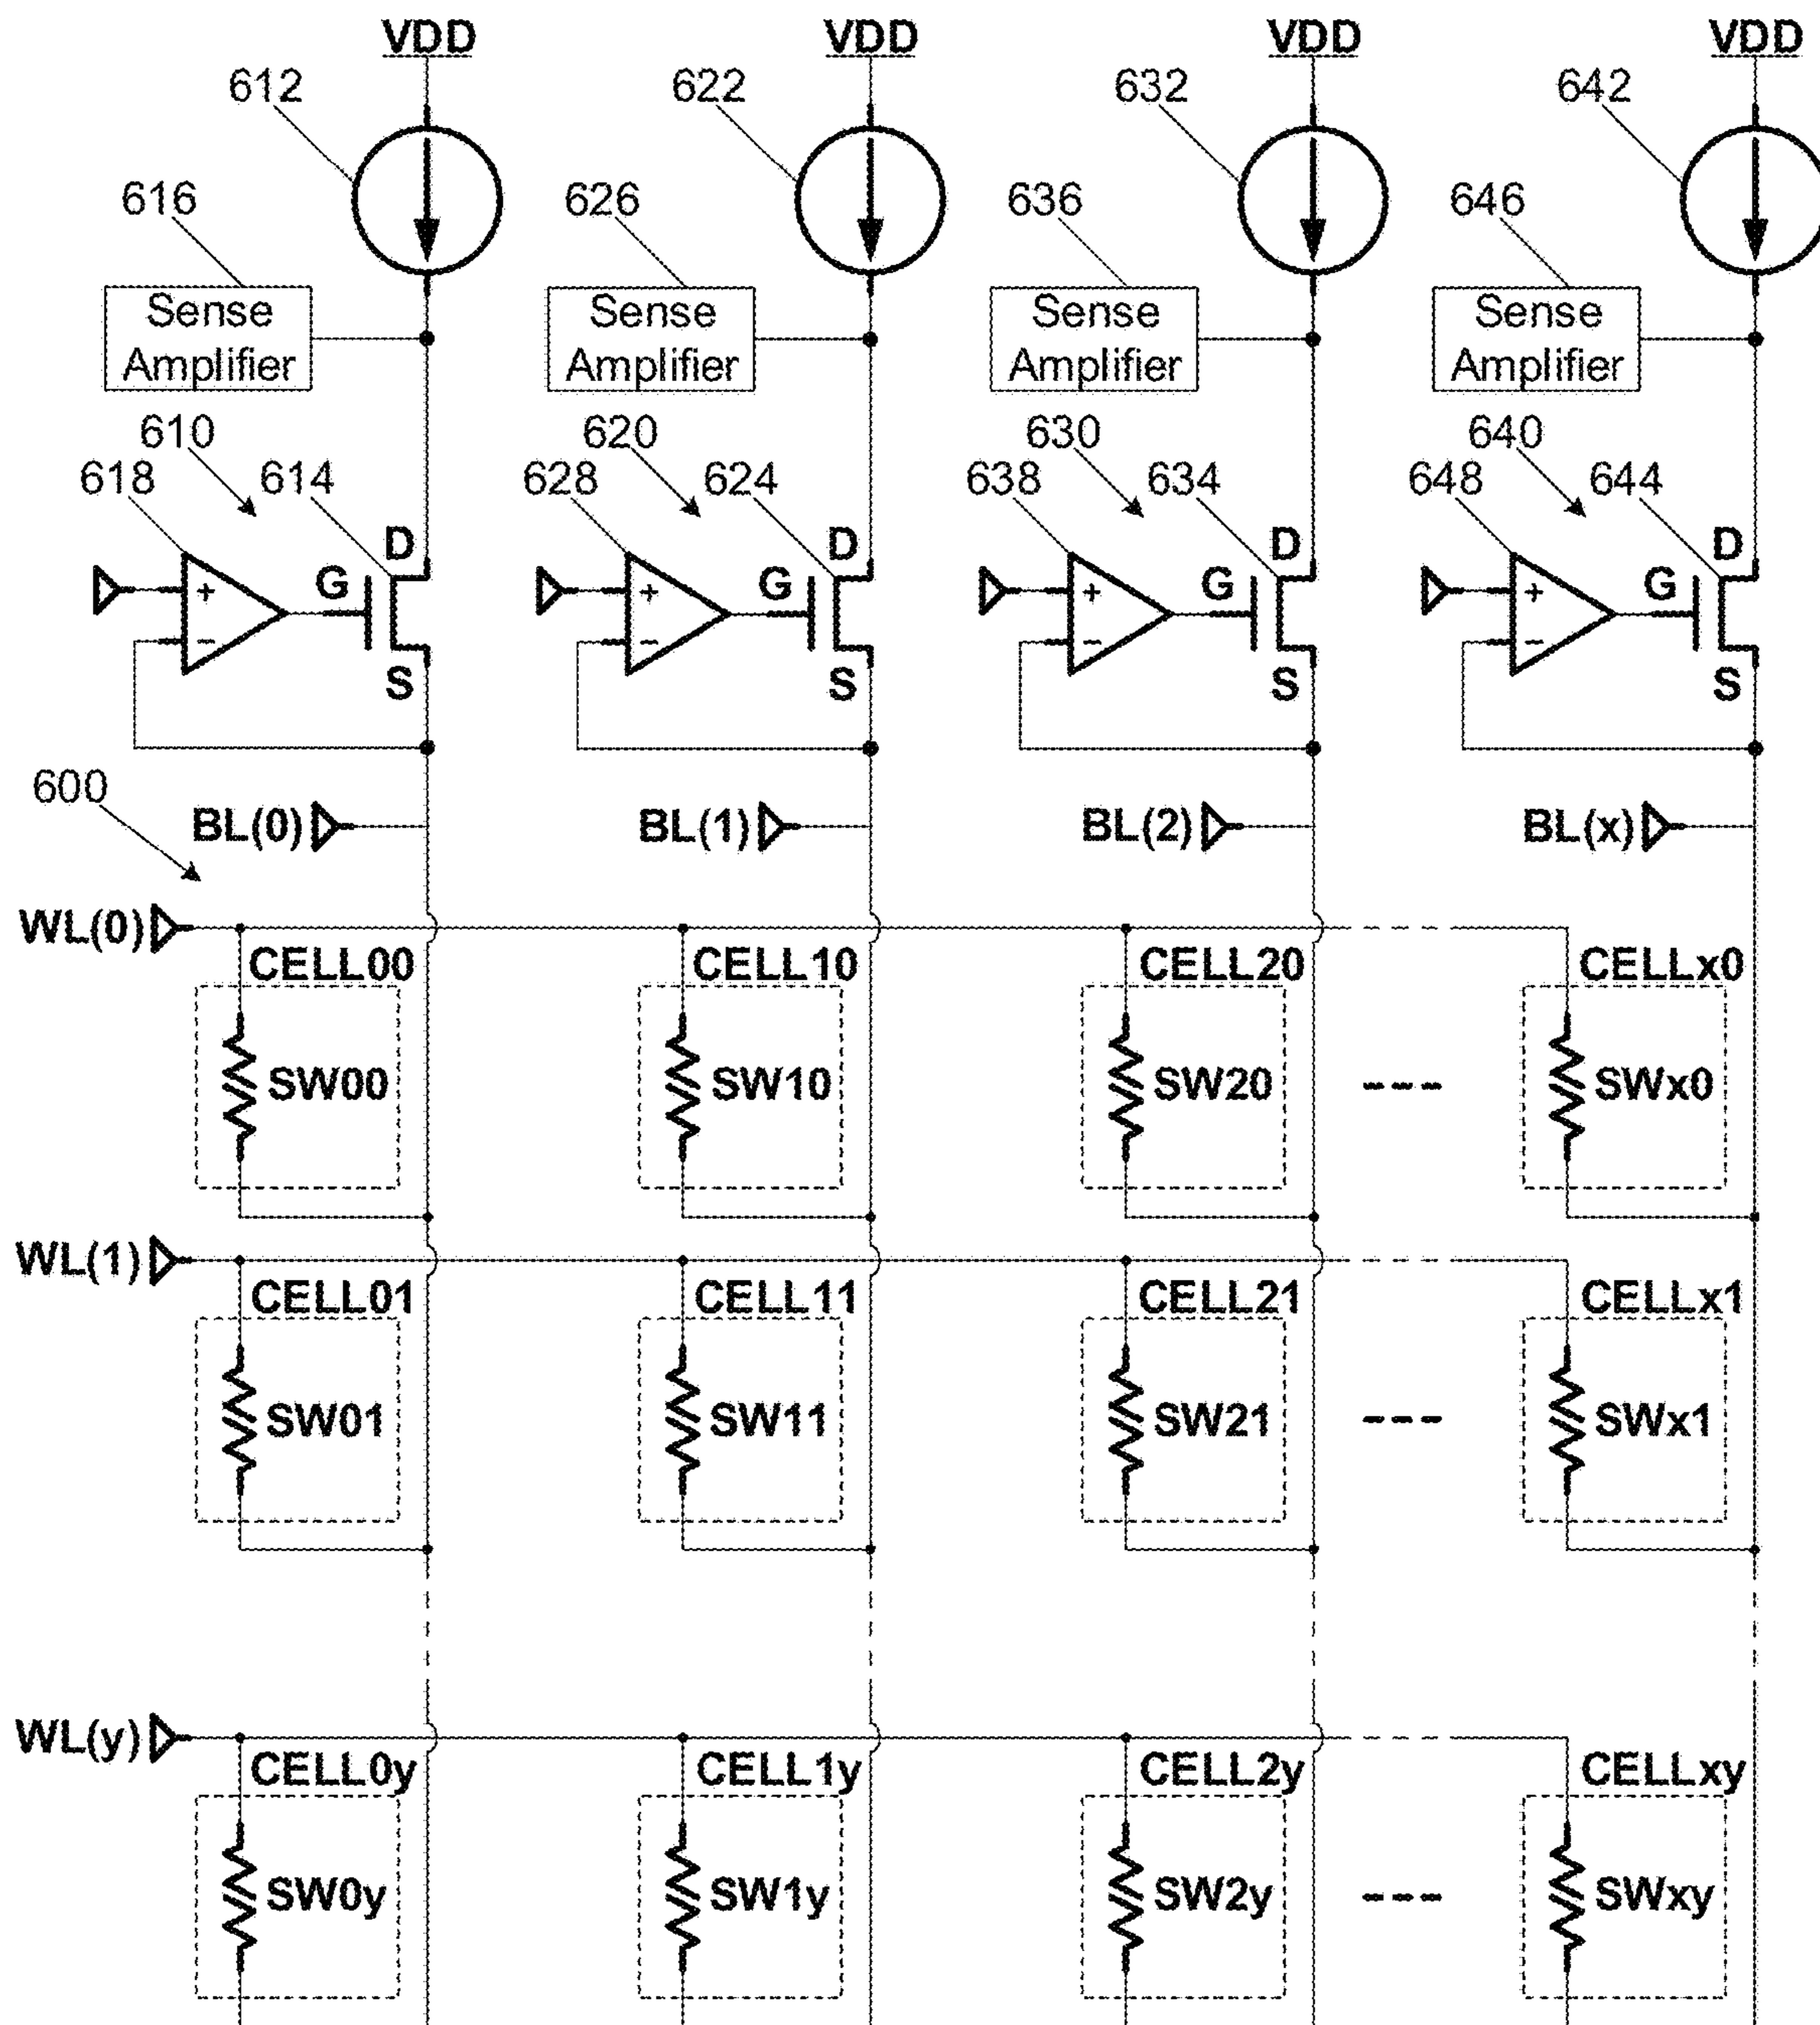 VDD VDD VDD VDD
612 622 632 642
616 626 636 646
Sense Sense Sense Sense
Amplifier Amplifier Amplifier Amplifier
610 620 630 640
618 614 628 624 638 634 648 644
D D D D
G G G G
+ + + +
− − − −
S S S S
600
BL(0) BL(1) BL(2) BL(x)
WL(0)
CELL00 CELL10 CELL20 CELLx0
SW00 SW10 SW20 --- SWx0
WL(1)
CELL01 CELL11 CELL21 CELLx1
SW01 SW11 SW21 --- SWx1
WL(y)
CELL0y CELL1y CELL2y CELLxy
SW0y SW1y SW2y --- SWxy